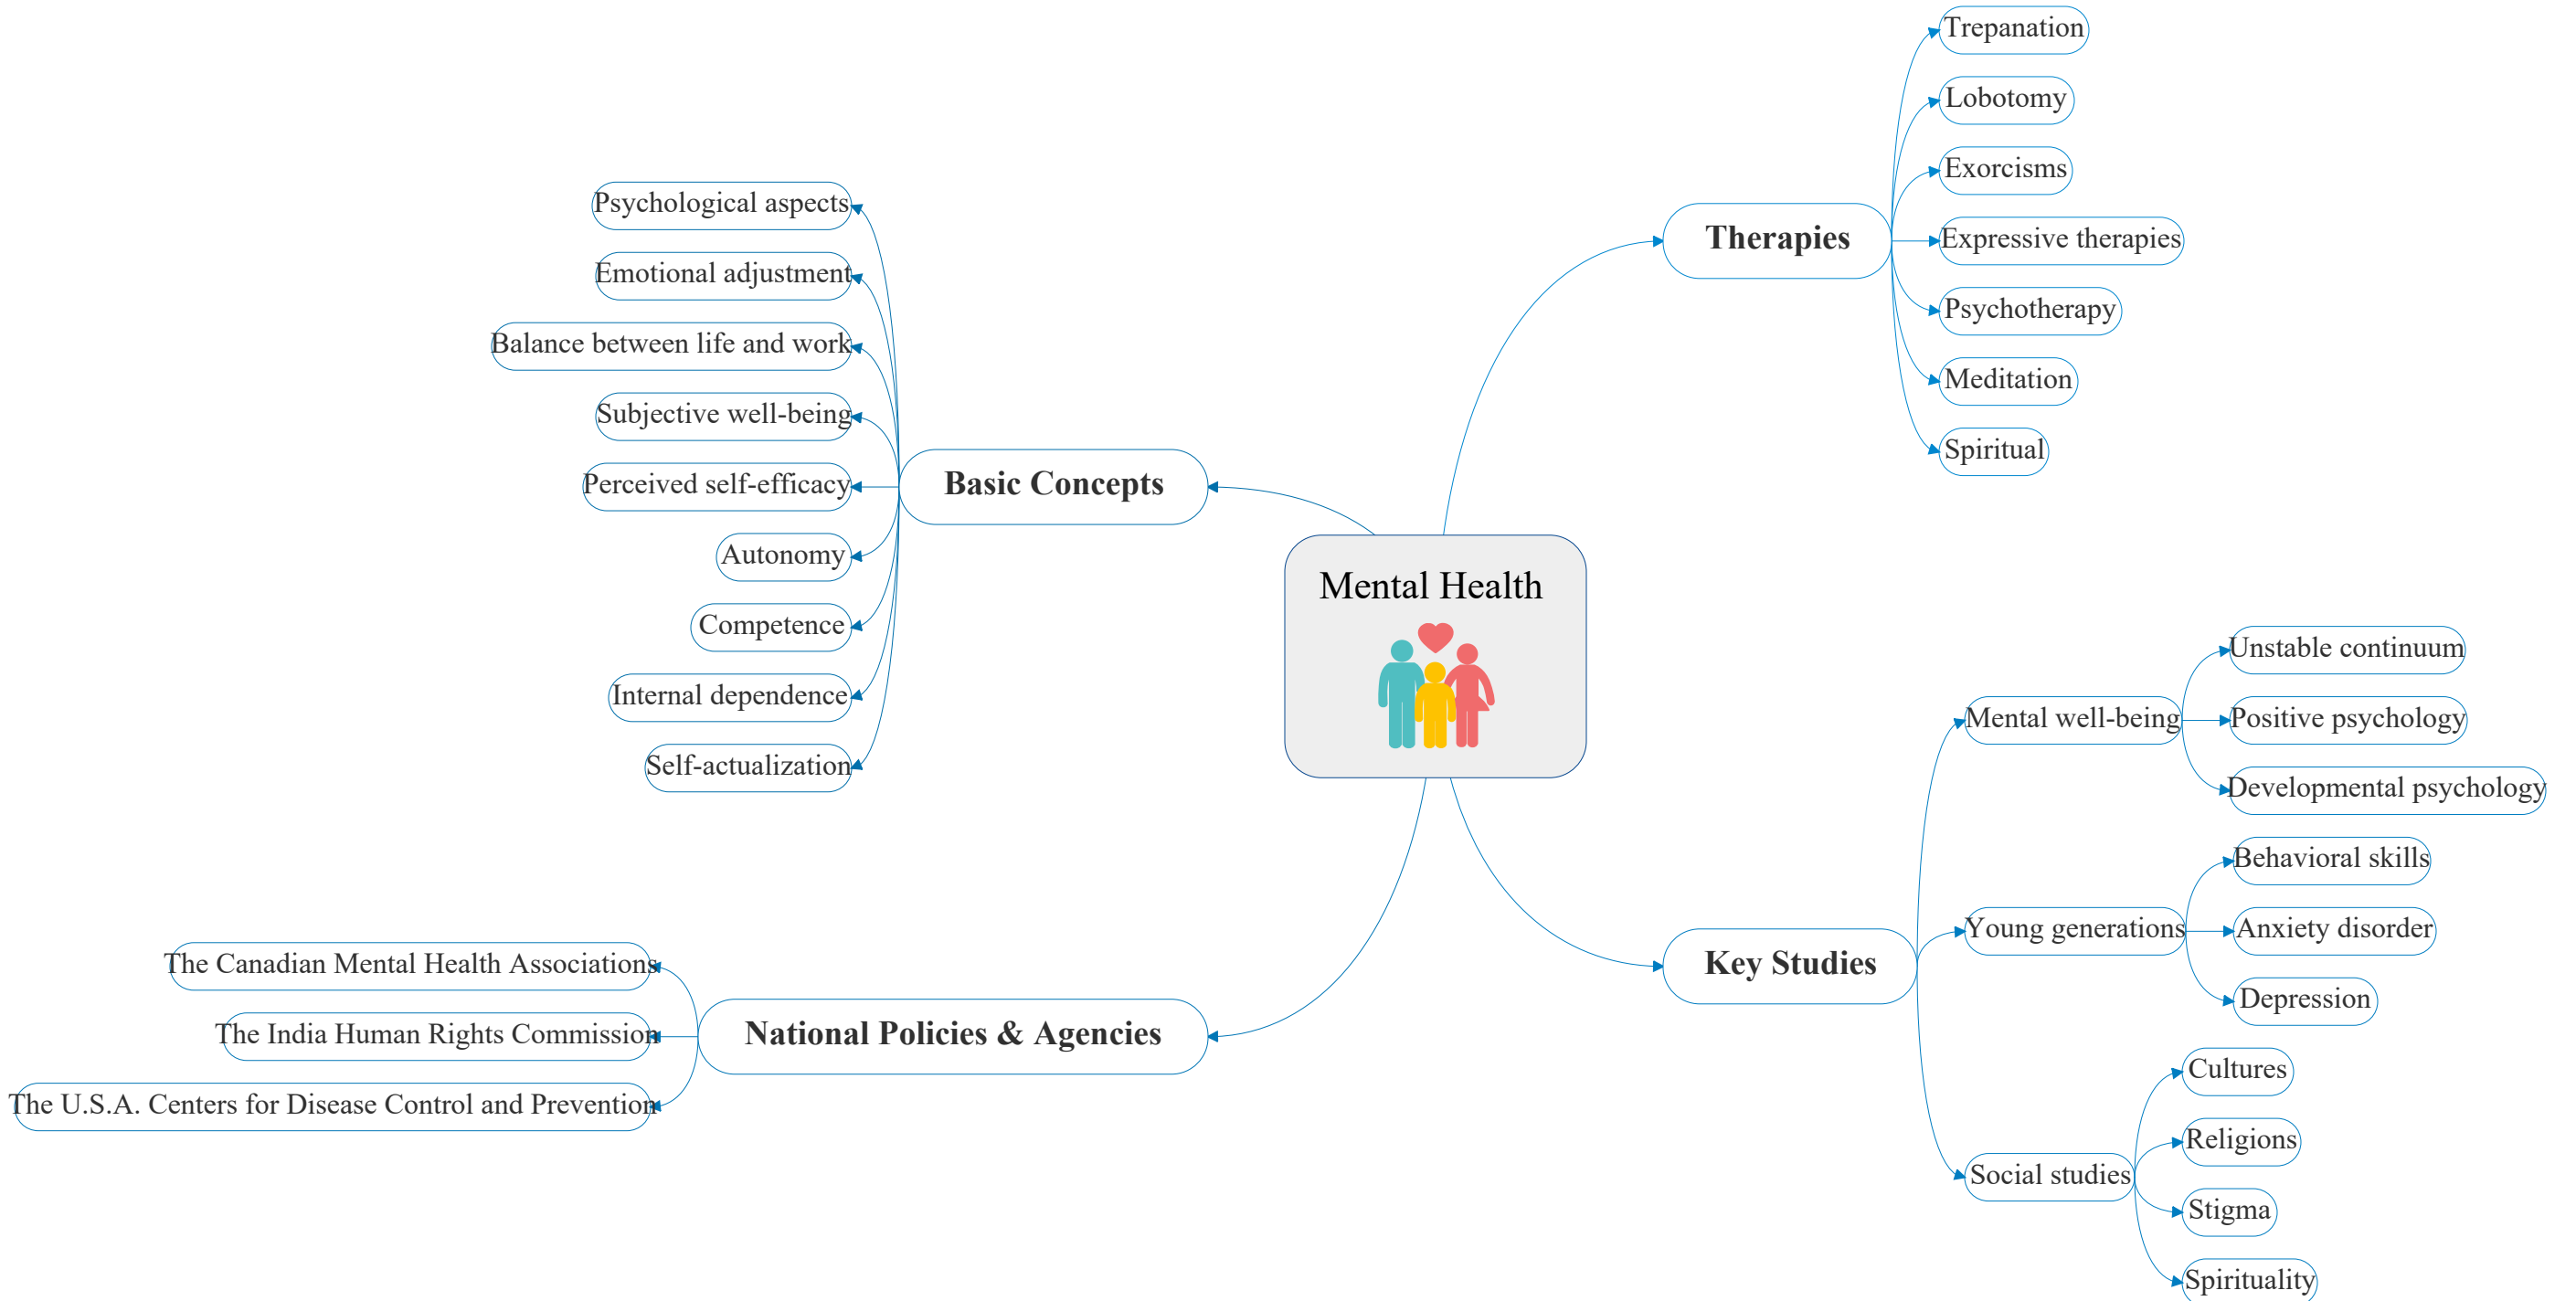 Mental Health
Therapies
Trepanation
Lobotomy
Exorcisms
Expressive therapies
Psychotherapy
Meditation
Spiritual
Basic Concepts
Psychological aspects
Emotional adjustment
Balance between life and work
Subjective well-being
Perceived self-efficacy
Autonomy
Competence
Internal dependence
Self-actualization
Key Studies
Mental well-being
Unstable continuum
Positive psychology
Developmental psychology
Young generations
Behavioral skills
Anxiety disorder
Depression
Social studies
Cultures
Religions
Stigma
Spirituality
National Policies & Agencies
The Canadian Mental Health Associations
The India Human Rights Commission
The U.S.A. Centers for Disease Control and Prevention